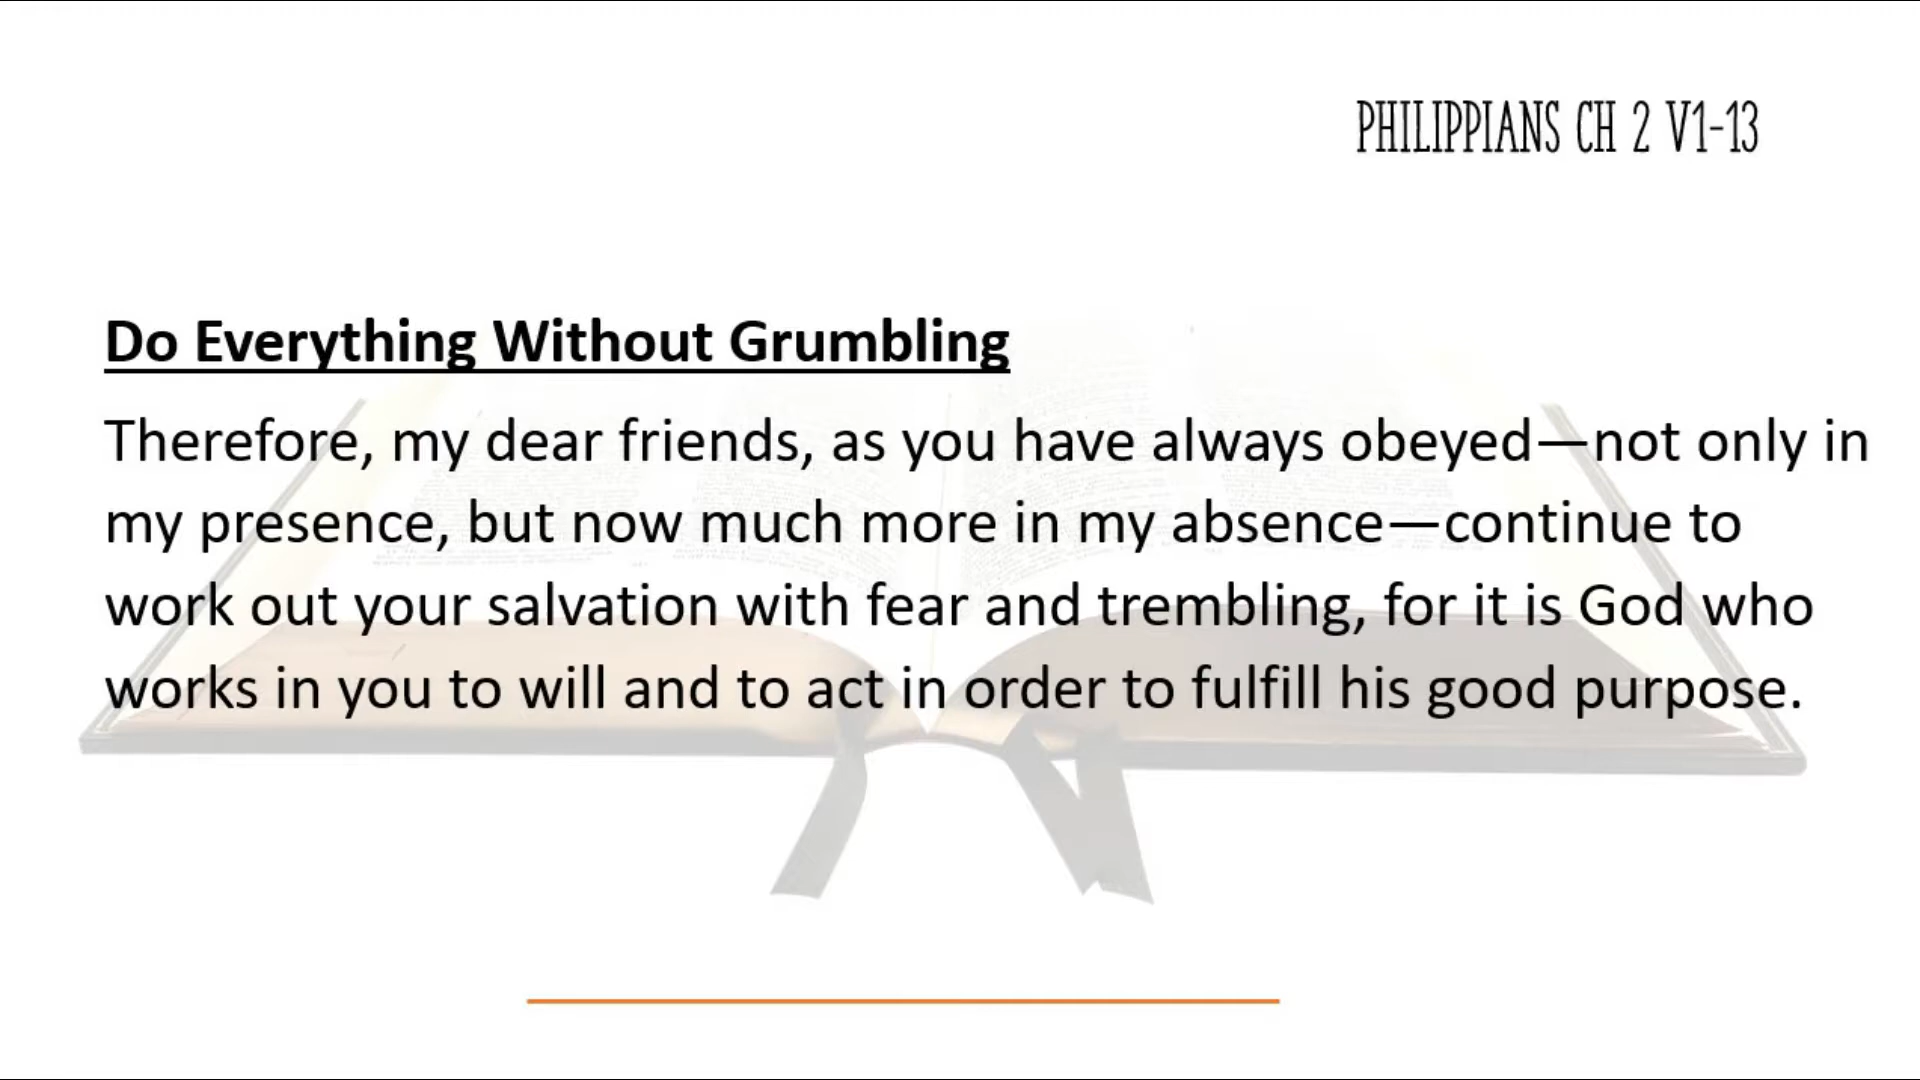 PHILIPPIANS CH 2 V1-13
Do Everything Without Grumbling
Therefore, my dear friends, as you have always obeyed—not only in
my presence, but now much more in my absence—continue to
work out your salvation with fear and trembling, for it is God who
works in you to will and to act in order to fulfill his good purpose.